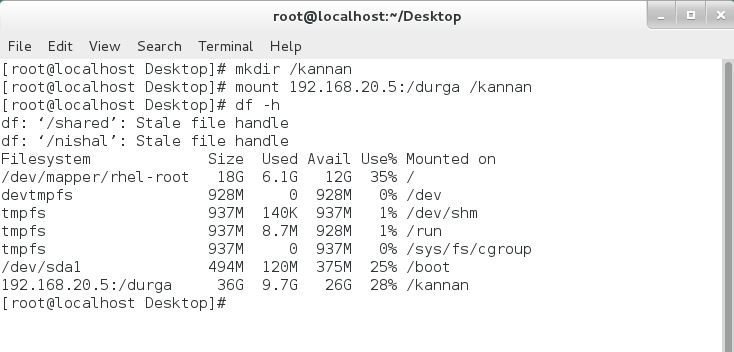 root@localhost:~/Desktop
File Edit View Search Terminal Help
[root@localhost Desktop]# mkdir /kannan
[root@localhost Desktop]# mount 192.168.20.5:/durga /kannan
[root@localhost Desktop]# df -h
df: ‘/shared’: Stale file handle
df: ‘/nishal’: Stale file handle
Filesystem             Size  Used Avail Use% Mounted on
/dev/mapper/rhel-root   18G  6.1G   12G  35% /
devtmpfs               928M     0  928M   0% /dev
tmpfs                  937M  140K  937M   1% /dev/shm
tmpfs                  937M  8.7M  928M   1% /run
tmpfs                  937M     0  937M   0% /sys/fs/cgroup
/dev/sda1              494M  120M  375M  25% /boot
192.168.20.5:/durga     36G  9.7G   26G  28% /kannan
[root@localhost Desktop]#